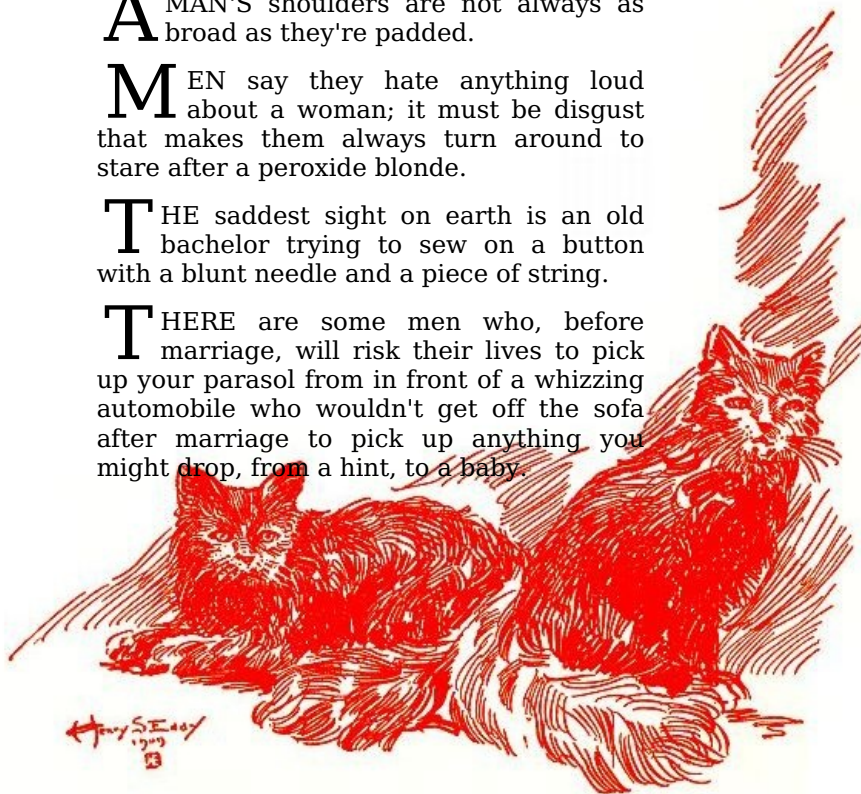 A MAN'S shoulders are not always as
broad as they're padded.
MEN say they hate anything loud
about a woman; it must be disgust
that makes them always turn around to
stare after a peroxide blonde.
THE saddest sight on earth is an old
bachelor trying to sew on a button
with a blunt needle and a piece of string.
THERE are some men who, before
marriage, will risk their lives to pick
up your parasol from in front of a whizzing
automobile who wouldn't get off the sofa
after marriage to pick up anything you
might drop, from a hint, to a baby.
Henry S Eddy
1909